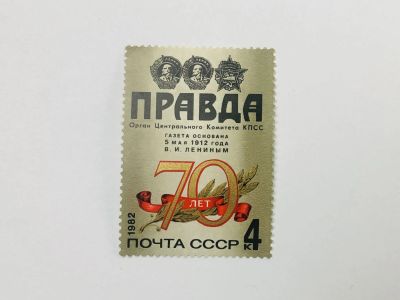 ПРАВДА
Орган Центрального Комитета КПСС
ГАЗЕТА ОСНОВАНА
5 МАЯ 1912 ГОДА
В. И. ЛЕНИНЫМ
70
ЛЕТ
1982
ПОЧТА СССР 4
К